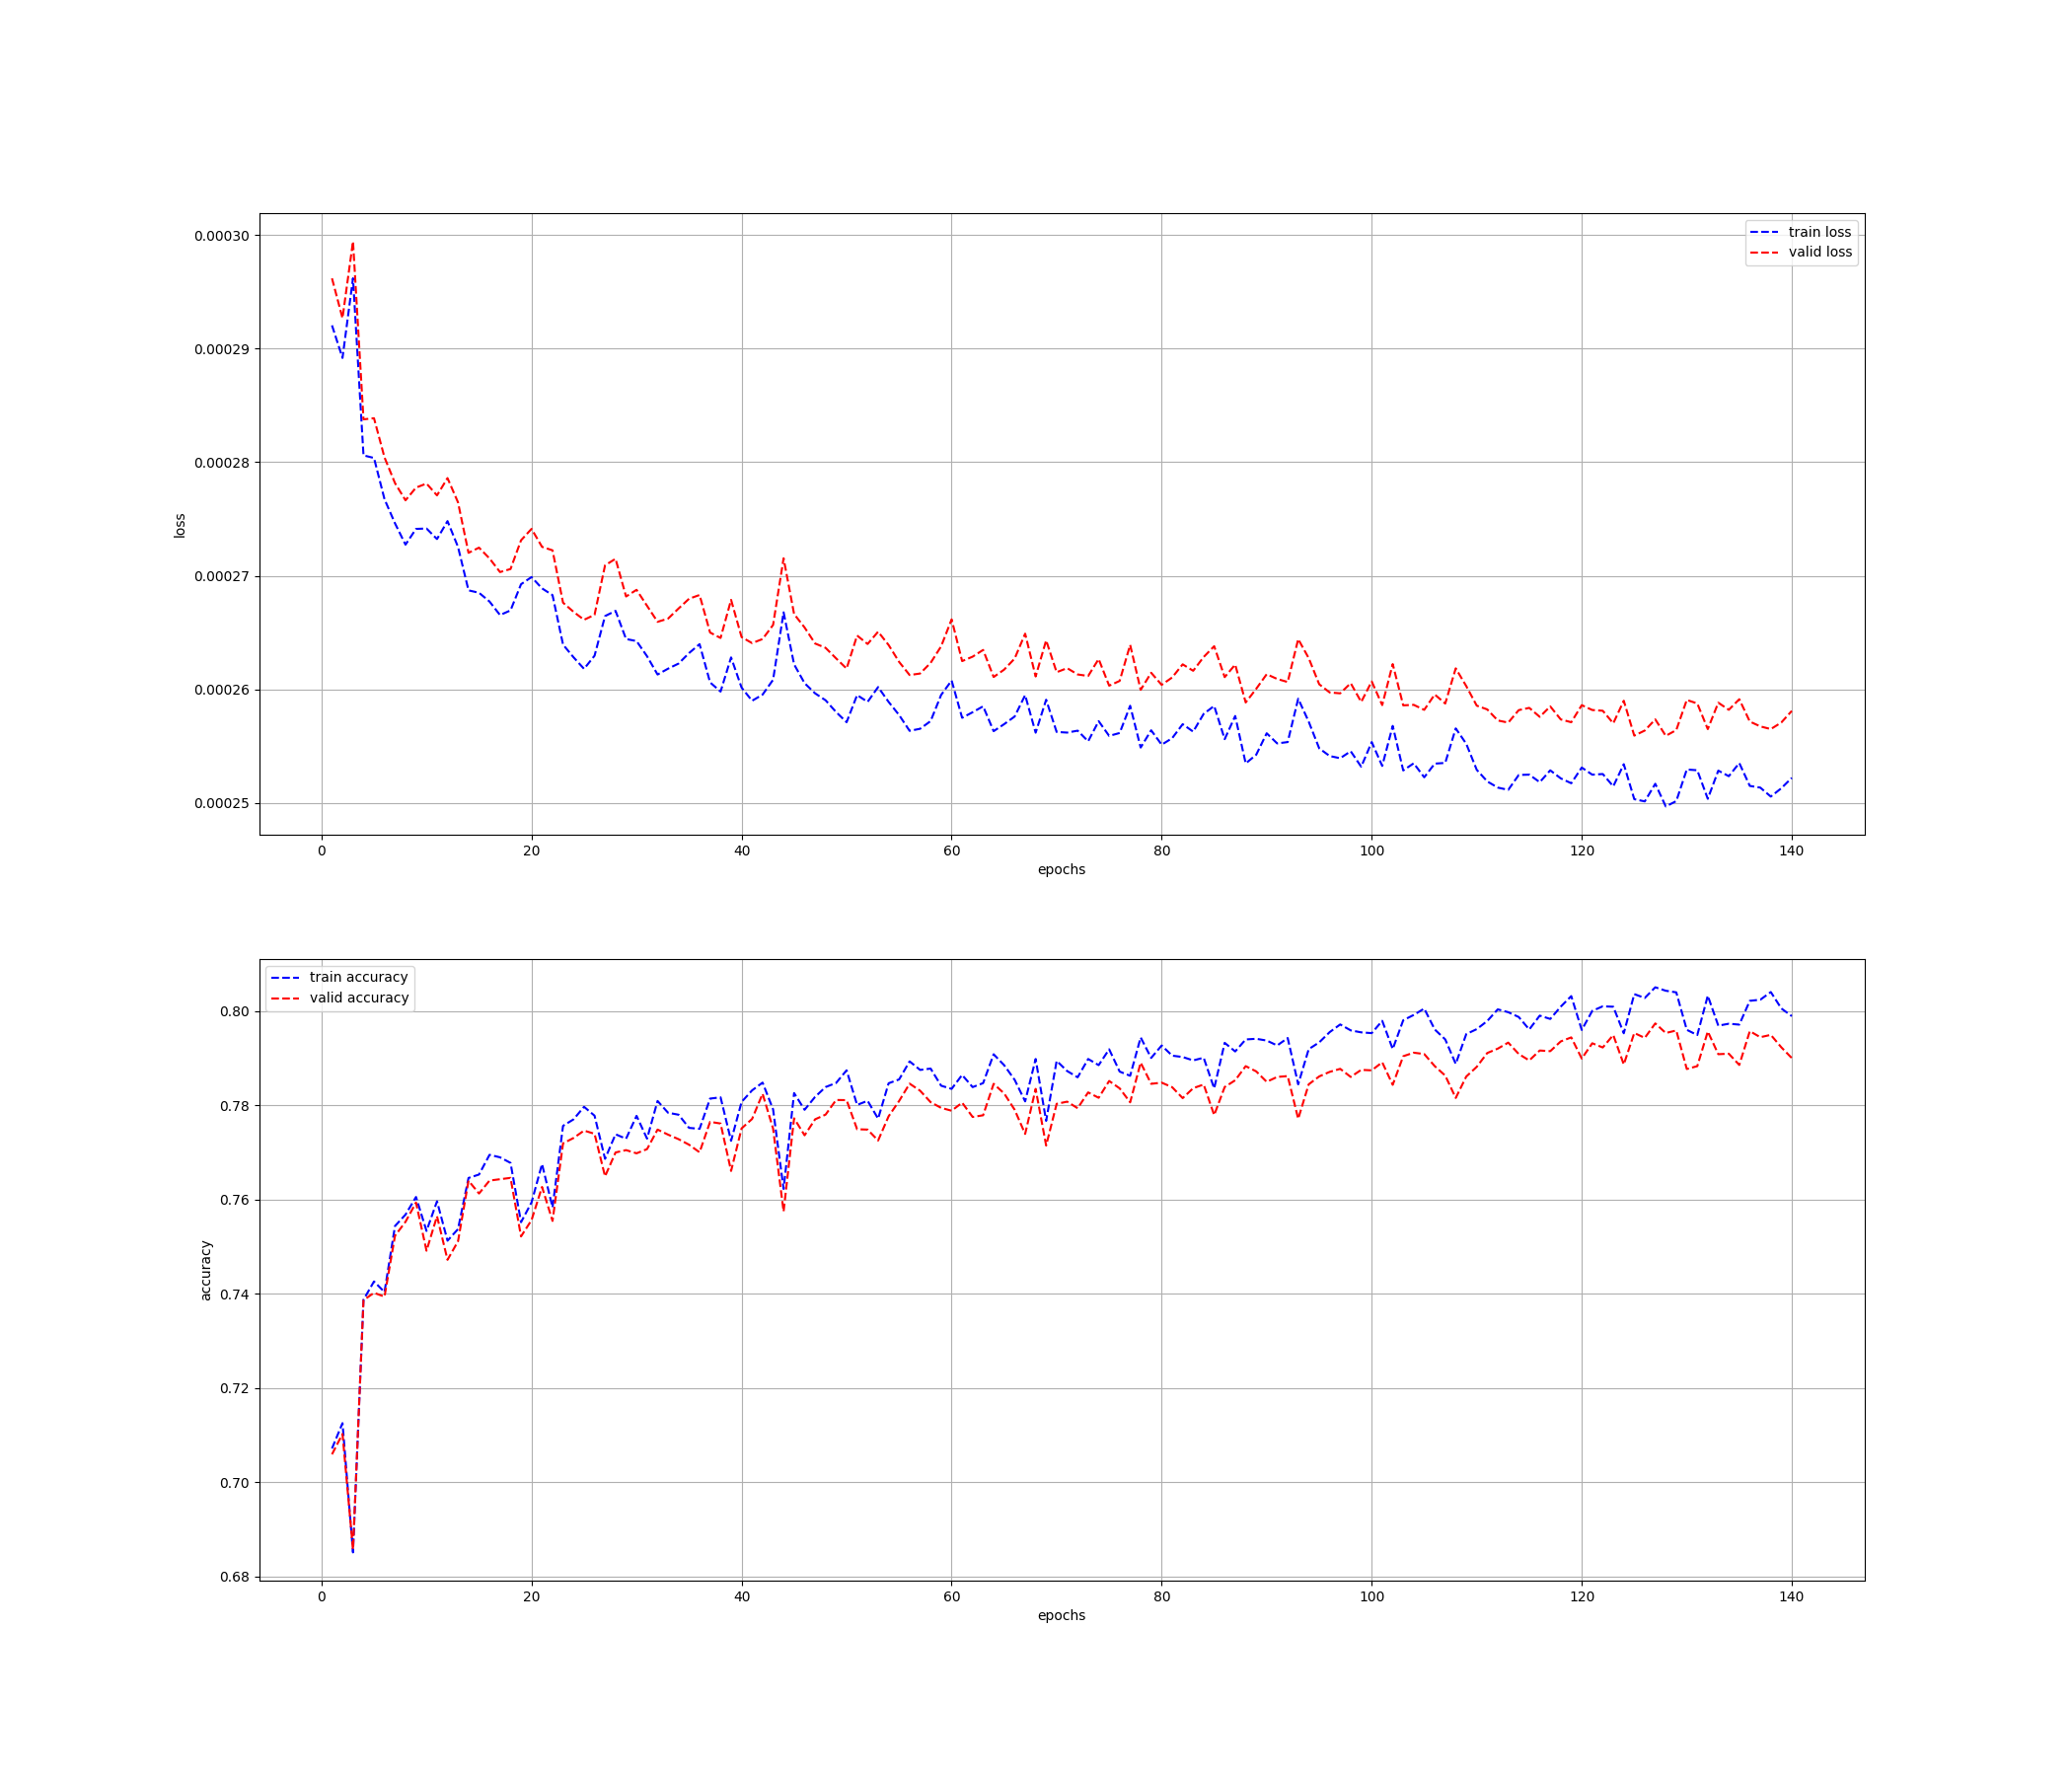 0.00030
0.00029
0.00028
0.00027
0.00026
0.00025
loss
train loss
valid loss
0 20 40 60 80 100 120 140
epochs
train accuracy
valid accuracy
0.80
0.78
0.76
0.74
0.72
0.70
0.68
accuracy
0 20 40 60 80 100 120 140
epochs